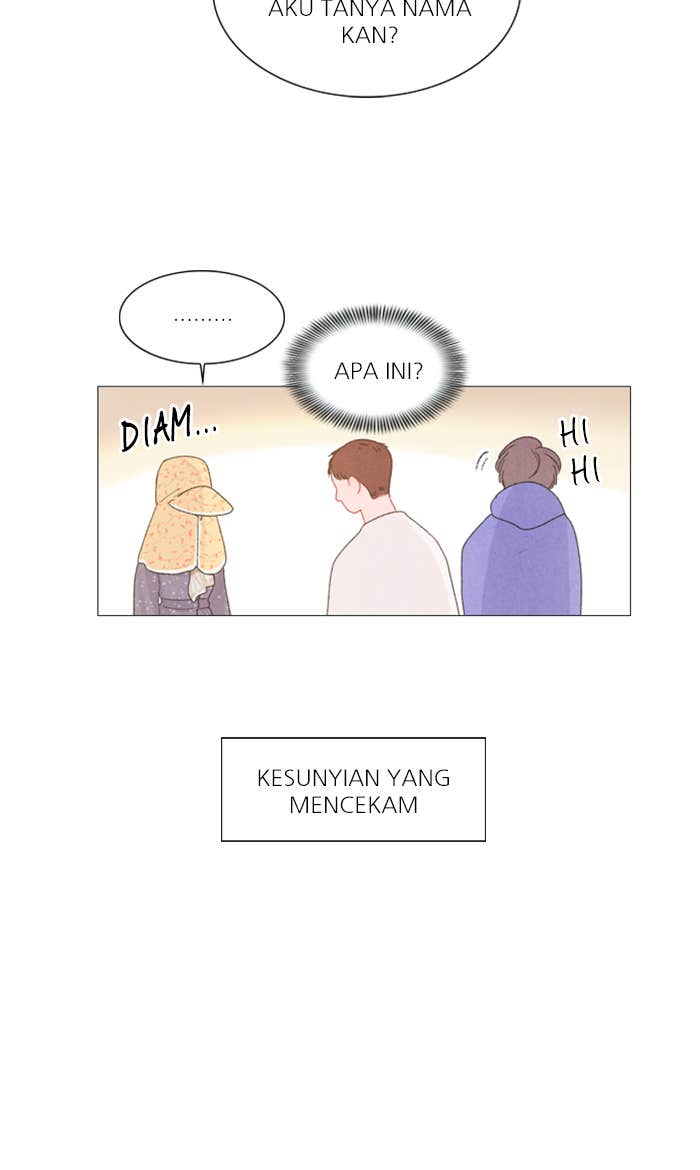 AKU TANYA NAMA
KAN?
.........
APA INI?
DIAM...
HI
HI
KESUNYIAN YANG
MENCEKAM